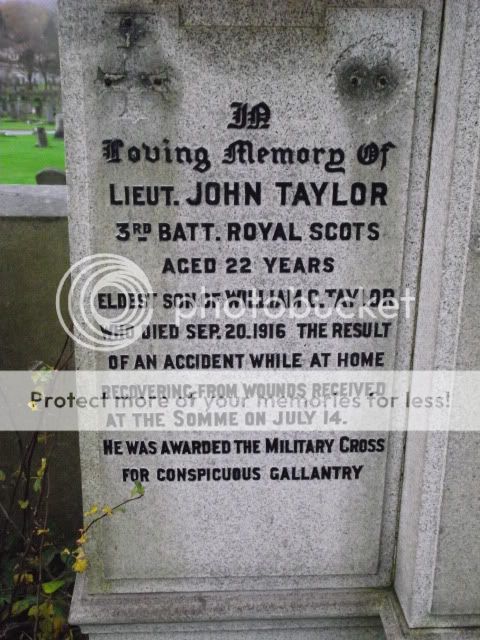 In
Loving Memory Of
LIEUT. JOHN TAYLOR
3RD BATT. ROYAL SCOTS
AGED 22 YEARS
ELDEST SON OF WILLIAM C. TAYLOR
WHO DIED SEP. 20. 1916 THE RESULT
OF AN ACCIDENT WHILE AT HOME
RECOVERING FROM WOUNDS RECEIVED
AT THE SOMME ON JULY 14.
HE WAS AWARDED THE MILITARY CROSS
FOR CONSPICUOUS GALLANTRY
photobucket
Protect more of your memories for less!